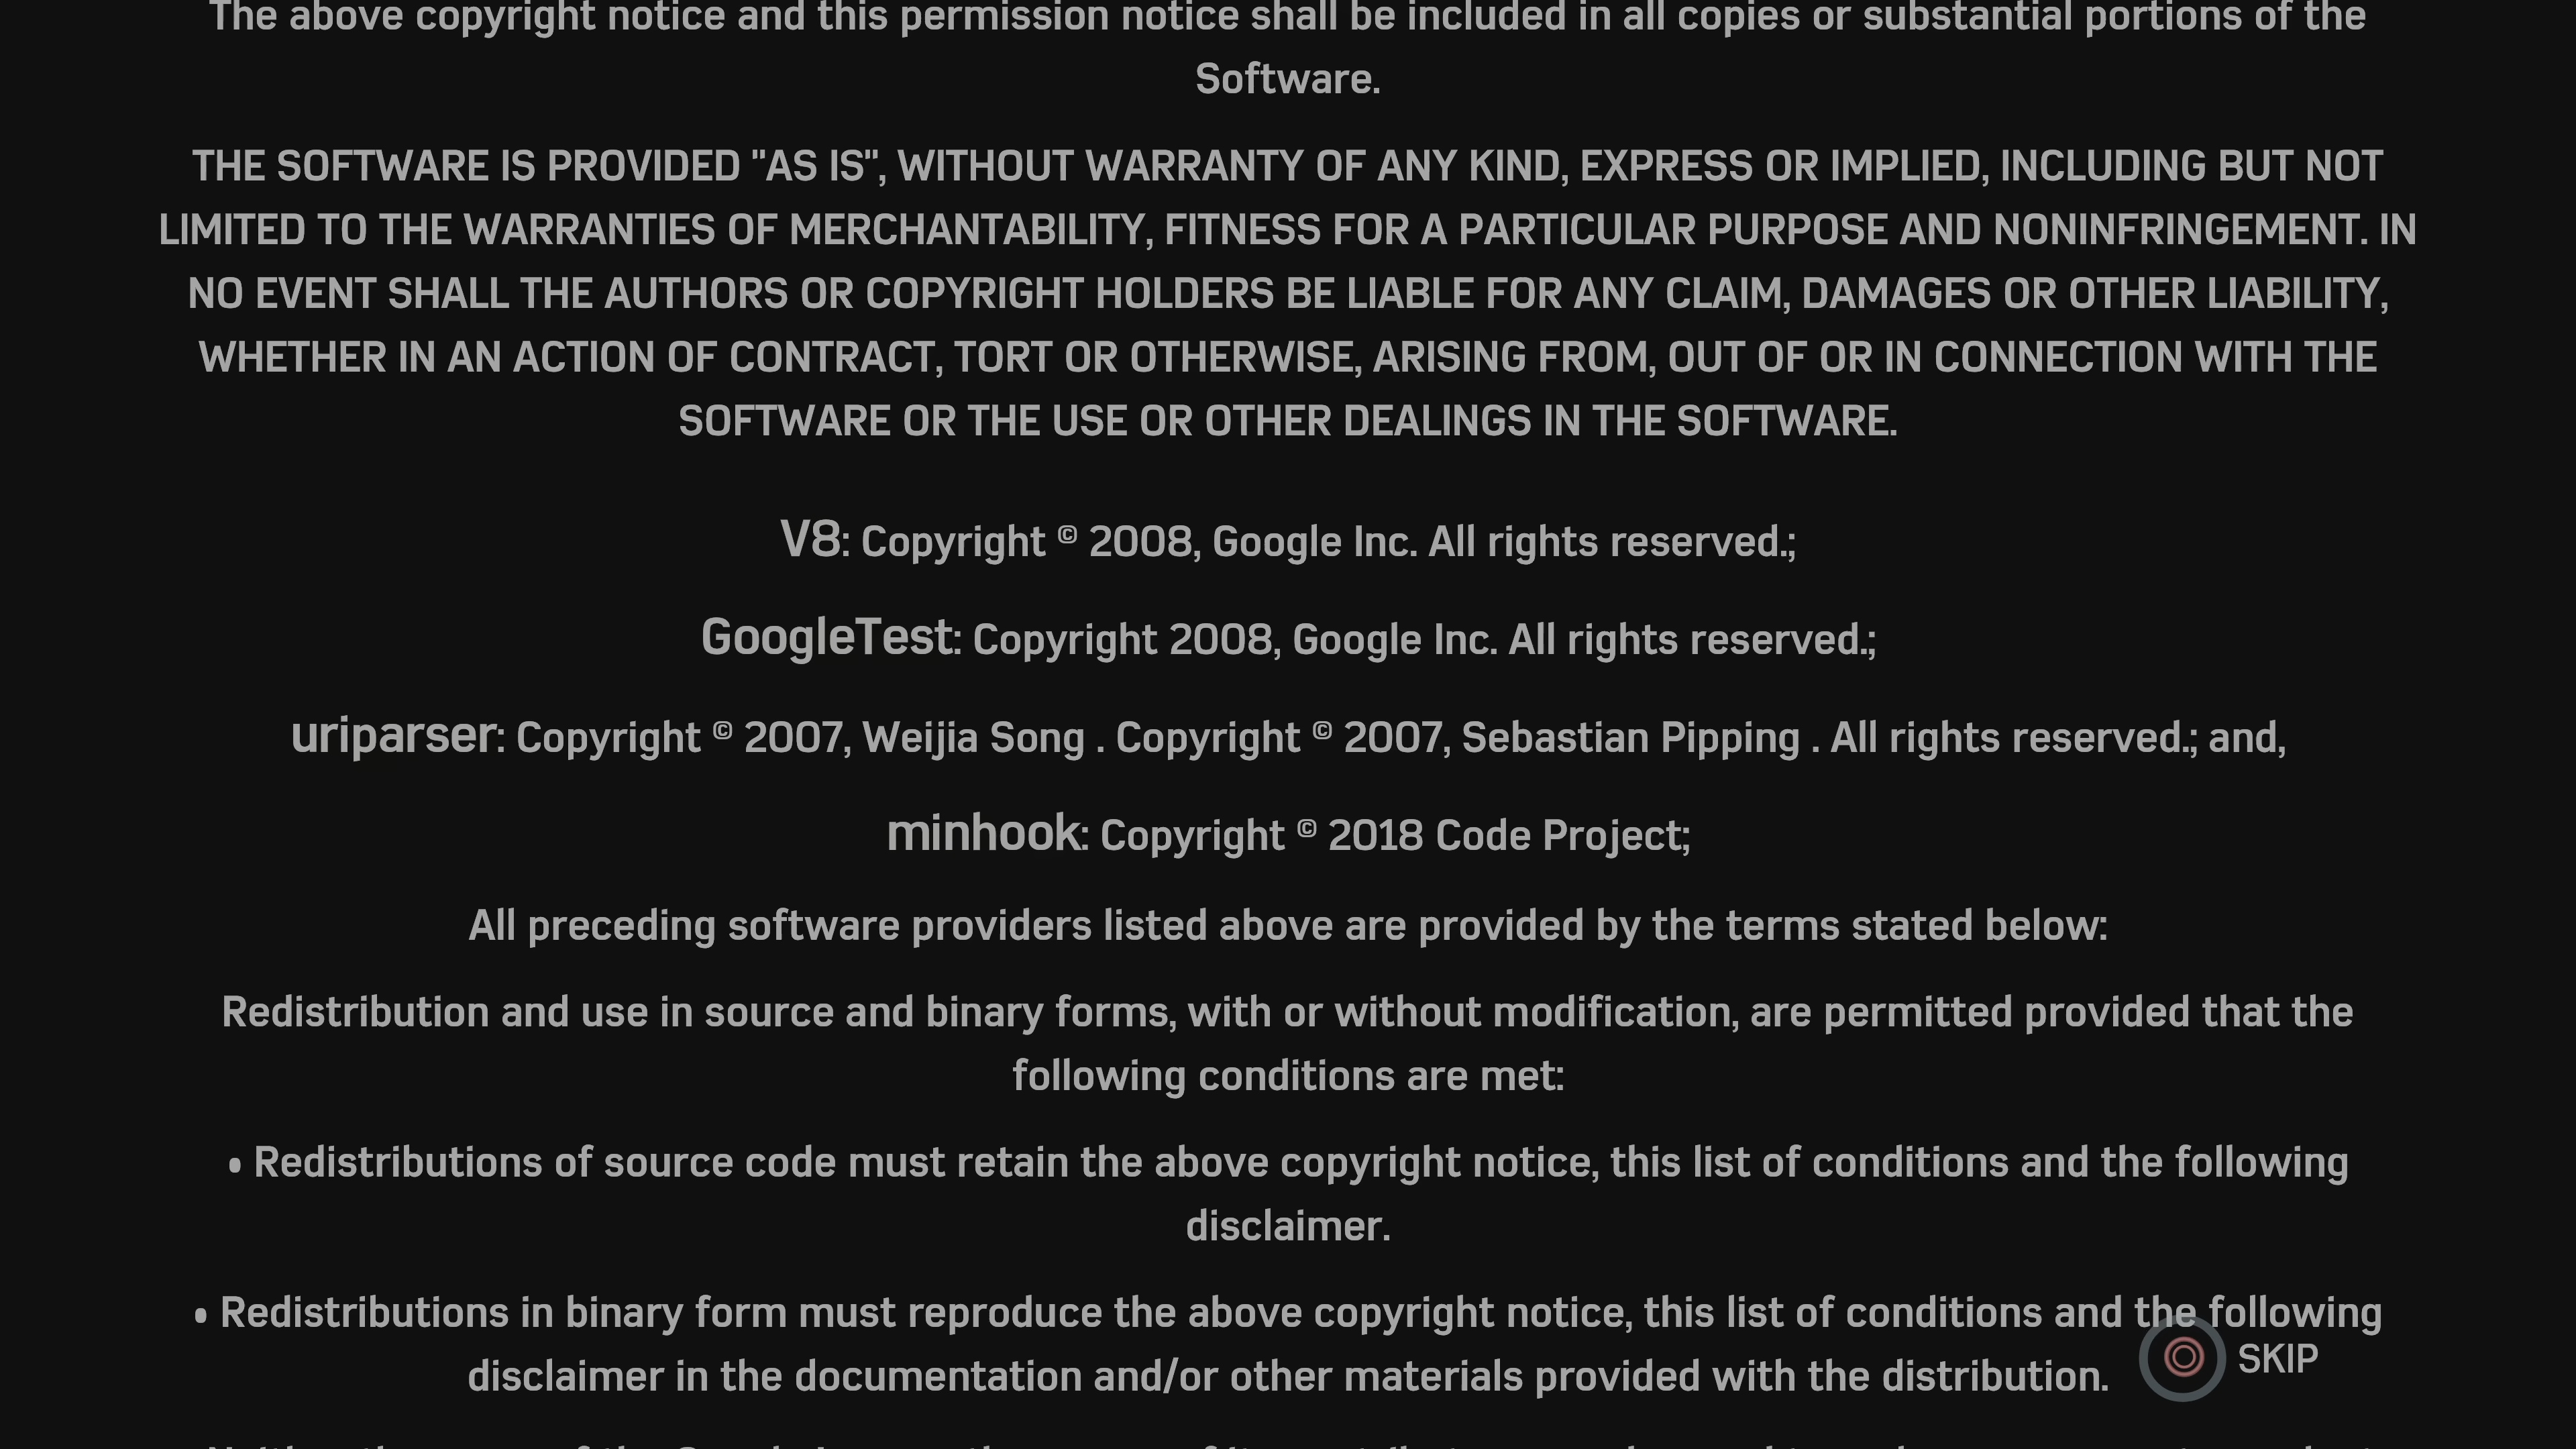 The above copyright notice and this permission notice shall be included in all copies or substantial portions of the
Software.
THE SOFTWARE IS PROVIDED "AS IS", WITHOUT WARRANTY OF ANY KIND, EXPRESS OR IMPLIED, INCLUDING BUT NOT
LIMITED TO THE WARRANTIES OF MERCHANTABILITY, FITNESS FOR A PARTICULAR PURPOSE AND NONINFRINGEMENT. IN
NO EVENT SHALL THE AUTHORS OR COPYRIGHT HOLDERS BE LIABLE FOR ANY CLAIM, DAMAGES OR OTHER LIABILITY,
WHETHER IN AN ACTION OF CONTRACT, TORT OR OTHERWISE, ARISING FROM, OUT OF OR IN CONNECTION WITH THE
SOFTWARE OR THE USE OR OTHER DEALINGS IN THE SOFTWARE.
V8: Copyright © 2008, Google Inc. All rights reserved.;
GoogleTest: Copyright 2008, Google Inc. All rights reserved.;
uriparser: Copyright © 2007, Weijia Song . Copyright © 2007, Sebastian Pipping . All rights reserved.; and,
minhook: Copyright © 2018 Code Project;
All preceding software providers listed above are provided by the terms stated below:
Redistribution and use in source and binary forms, with or without modification, are permitted provided that the
following conditions are met:
• Redistributions of source code must retain the above copyright notice, this list of conditions and the following
disclaimer.
• Redistributions in binary form must reproduce the above copyright notice, this list of conditions and the following
disclaimer in the documentation and/or other materials provided with the distribution.
SKIP